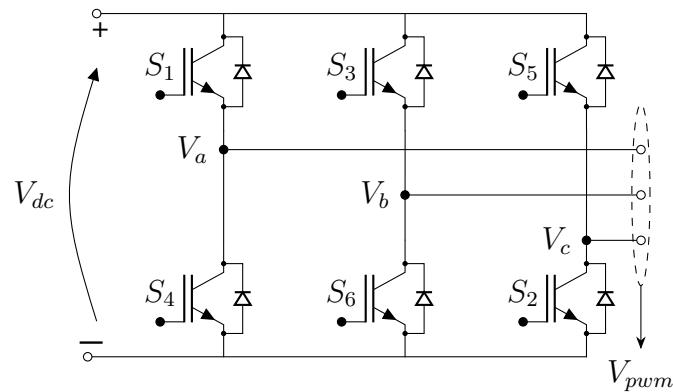 +
S1 S3 S5
Va
Vdc Vb
Vc
S4 S6 S2
−
Vpwm